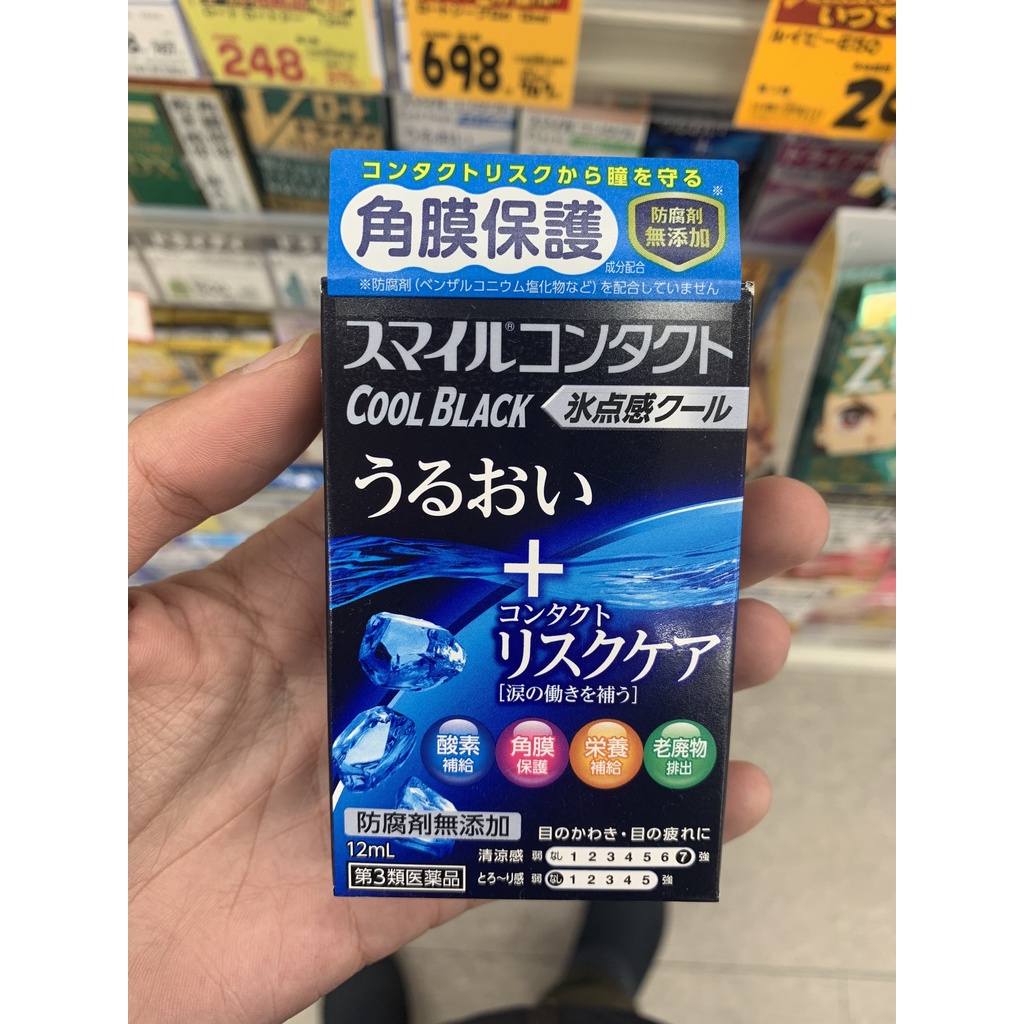 248
698
いつで
コンタクトリスクから瞳を守る
角膜保護
成分配合
防腐剤
無添加
※
※防腐剤（ベンザルコニウム塩化物など）を配合していません
スマイル®コンタクト
COOL BLACK
氷点感クール
うるおい
+
コンタクト
リスクケア
[涙の働きを補う]
酸素
補給
角膜
保護
栄養
補給
老廃物
排出
防腐剤無添加
12mL
第3類医薬品
目のかわき・目の疲れに
清涼感 弱 なし 1 2 3 4 5 6 7 強
とろ〜り感 弱 なし 1 2 3 4 5 強